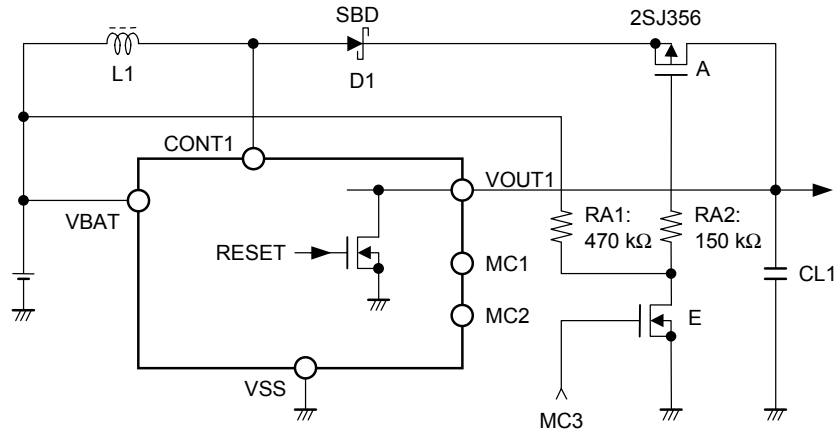 SBD
2SJ356
L1
D1
A
CONT1
VOUT1
VBAT
RA1:
470 kΩ
RA2:
150 kΩ
RESET
MC1
CL1
MC2
E
VSS
MC3